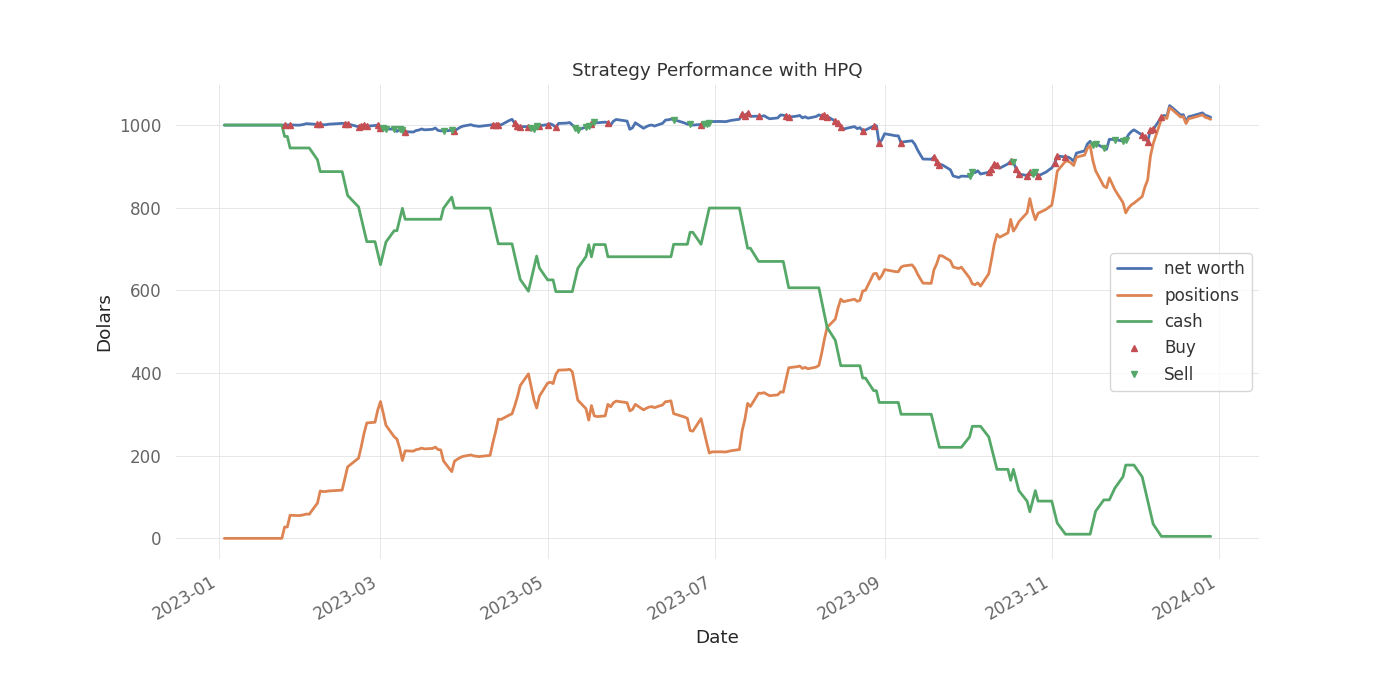 Strategy Performance with HPQ
Dolars
1000
800
600
400
200
0
net worth
positions
cash
Buy
Sell
2023-01
2023-03
2023-05
2023-07
2023-09
2023-11
2024-01
Date